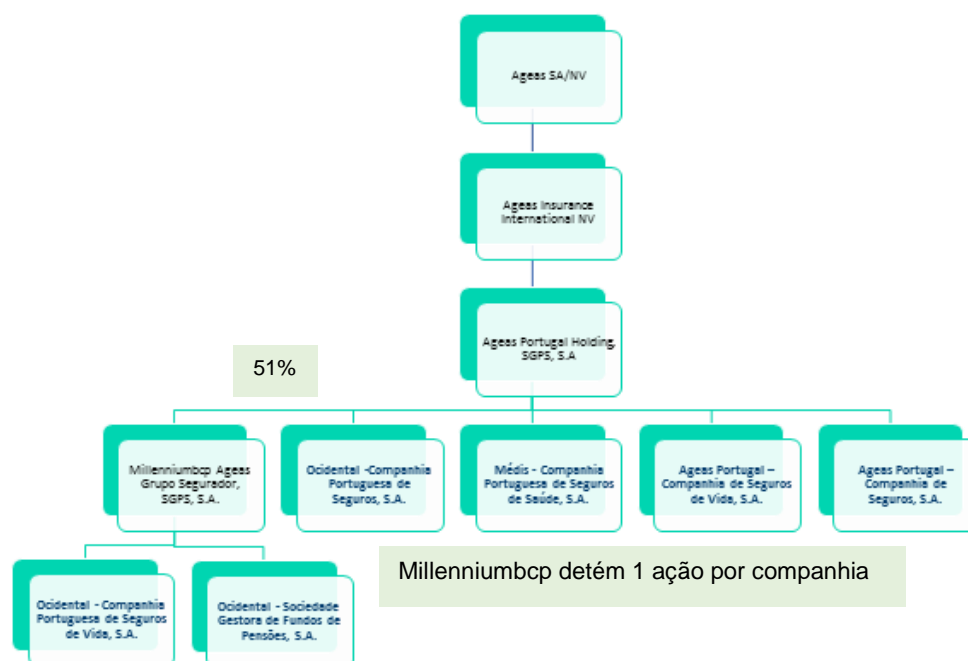 Ageas SA/NV
Ageas Insurance
International NV
Ageas Portugal Holding,
SGPS, S.A
51%
Millenniumbcp Ageas
Grupo Segurador,
SGPS, S.A.
Ocidental -Companhia
Portuguesa de
Seguros, S.A.
Médis - Companhia
Portuguesa de Seguros
de Saúde, S.A.
Ageas Portugal –
Companhia de Seguros
de Vida, S.A.
Ageas Portugal –
Companhia de
Seguros, S.A.
Millenniumbcp detém 1 ação por companhia
Ocidental - Companhia
Portuguesa de Seguros
de Vida, S.A.
Ocidental - Sociedade
Gestora de Fundos de
Pensões, S.A.